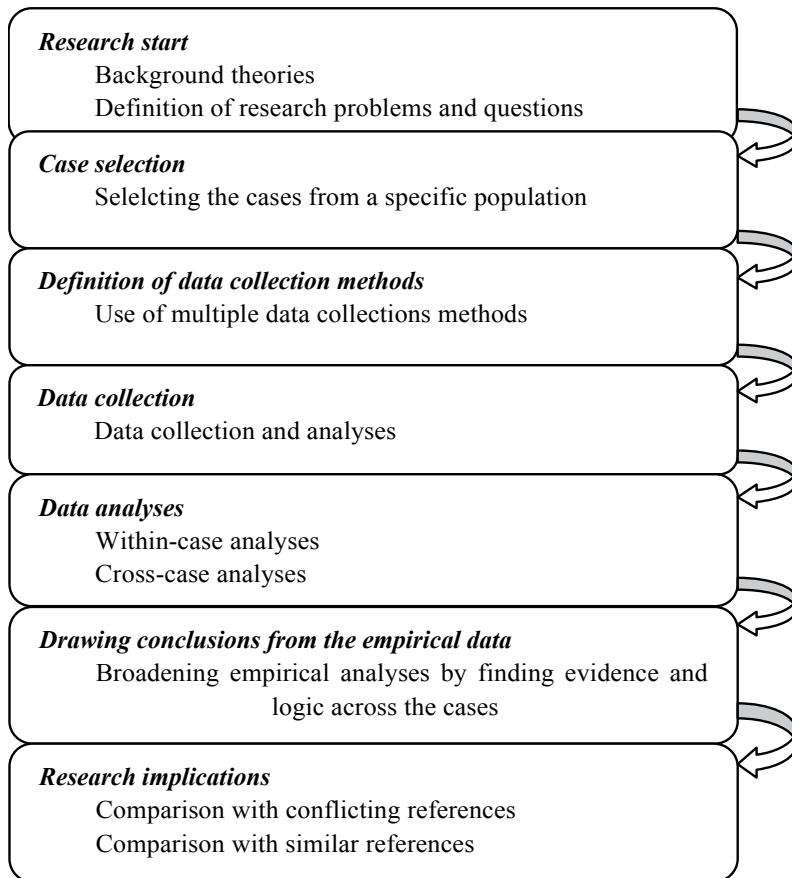 Research start
Background theories
Definition of research problems and questions
Case selection
Selelcting the cases from a specific population
Definition of data collection methods
Use of multiple data collections methods
Data collection
Data collection and analyses
Data analyses
Within-case analyses
Cross-case analyses
Drawing conclusions from the empirical data
Broadening empirical analyses by finding evidence and
logic across the cases
Research implications
Comparison with conflicting references
Comparison with similar references